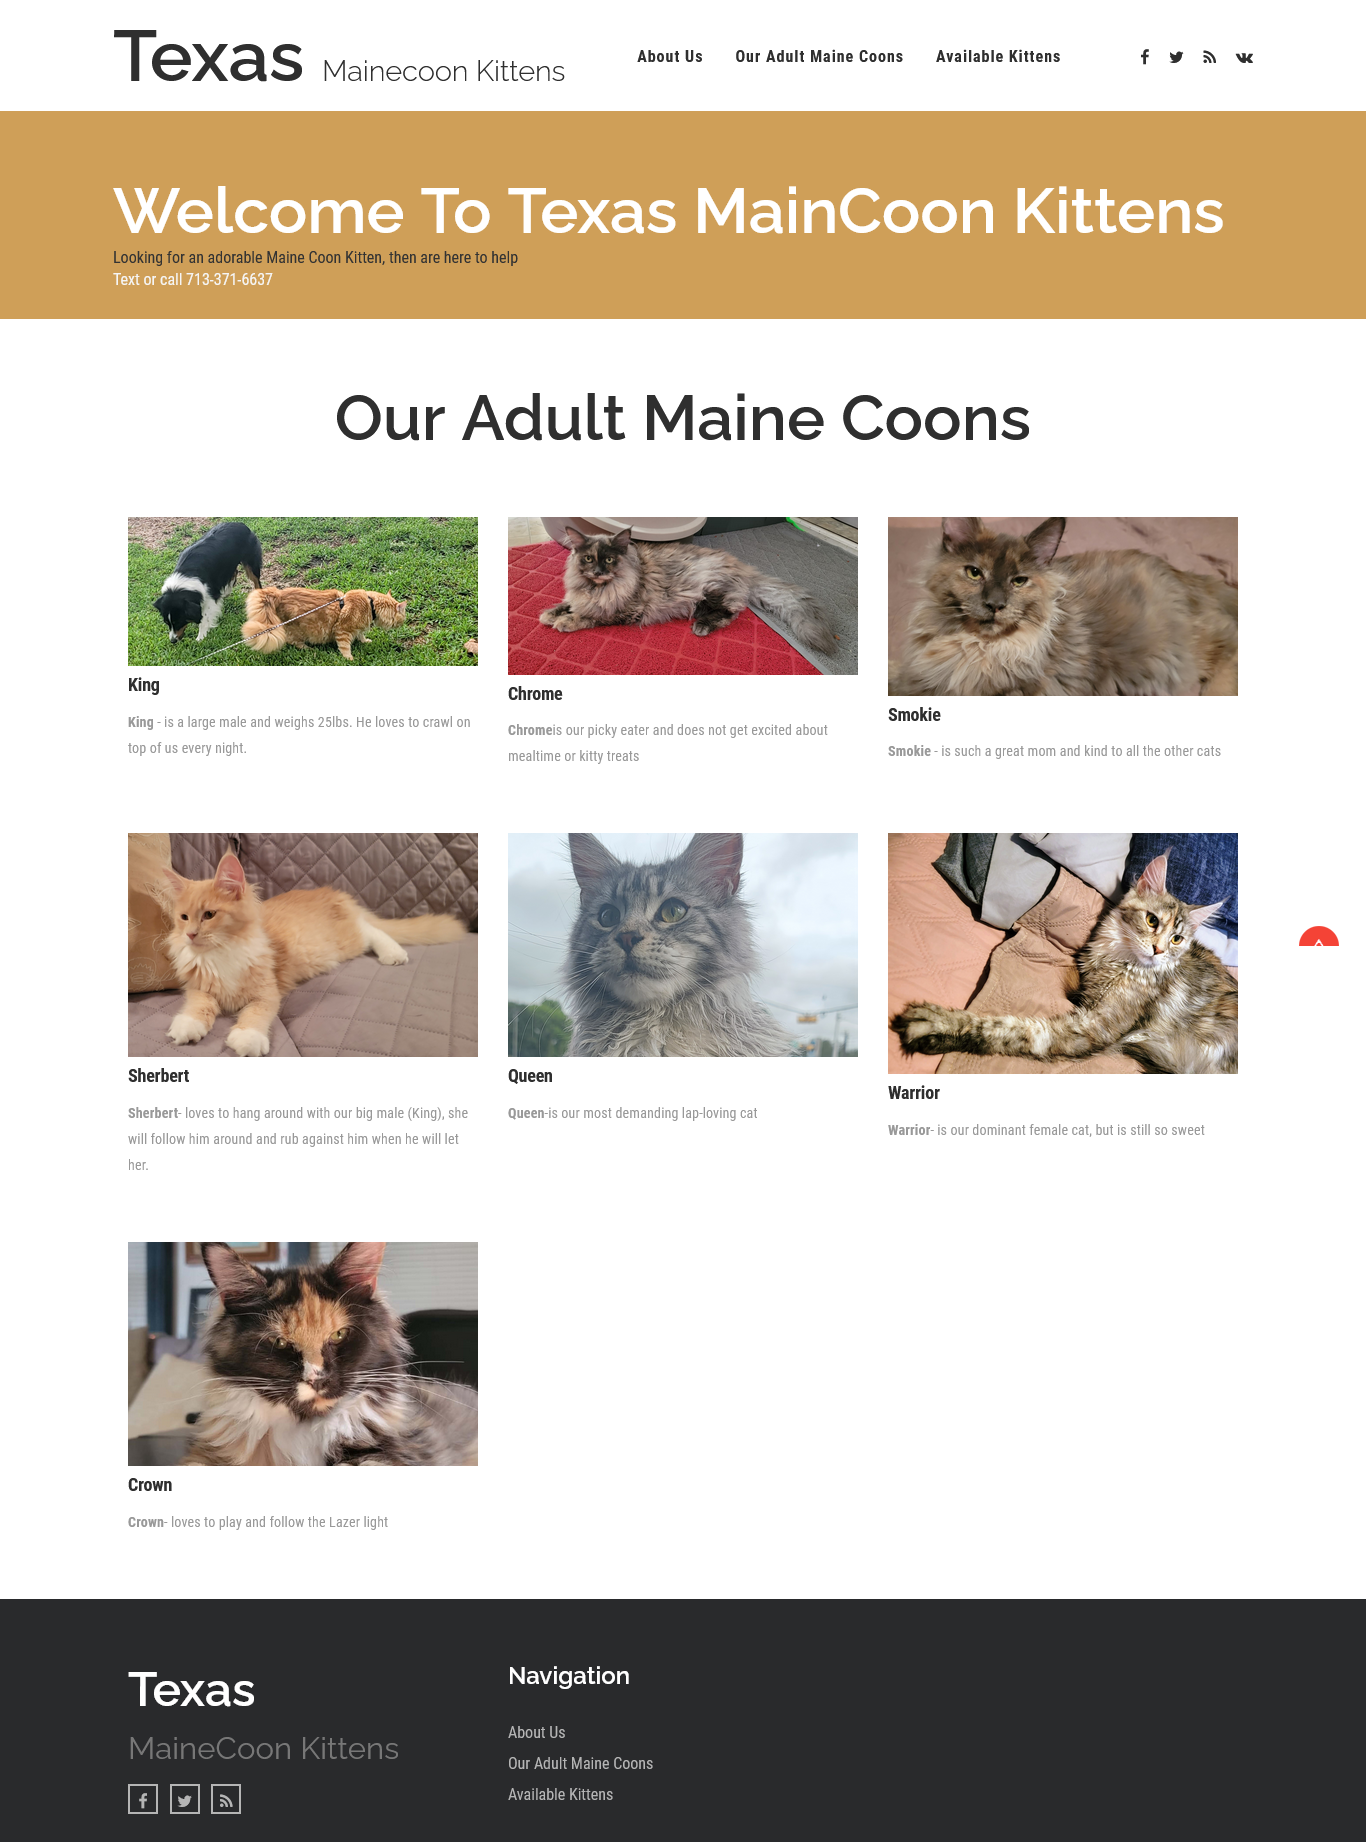 Texas Mainecoon Kittens
About Us Our Adult Maine Coons Available Kittens
Welcome To Texas MainCoon Kittens
Looking for an adorable Maine Coon Kitten, then are here to help
Text or call 713-371-6637
Our Adult Maine Coons
King
King - is a large male and weighs 25lbs. He loves to crawl on
top of us every night.
Chrome
Chromeis our picky eater and does not get excited about
mealtime or kitty treats
Smokie
Smokie - is such a great mom and kind to all the other cats
Sherbert
Sherbert- loves to hang around with our big male (King), she
will follow him around and rub against him when he will let
her.
Queen
Queen-is our most demanding lap-loving cat
Warrior
Warrior- is our dominant female cat, but is still so sweet
Crown
Crown- loves to play and follow the Lazer light
Texas
MaineCoon Kittens
Navigation
About Us
Our Adult Maine Coons
Available Kittens